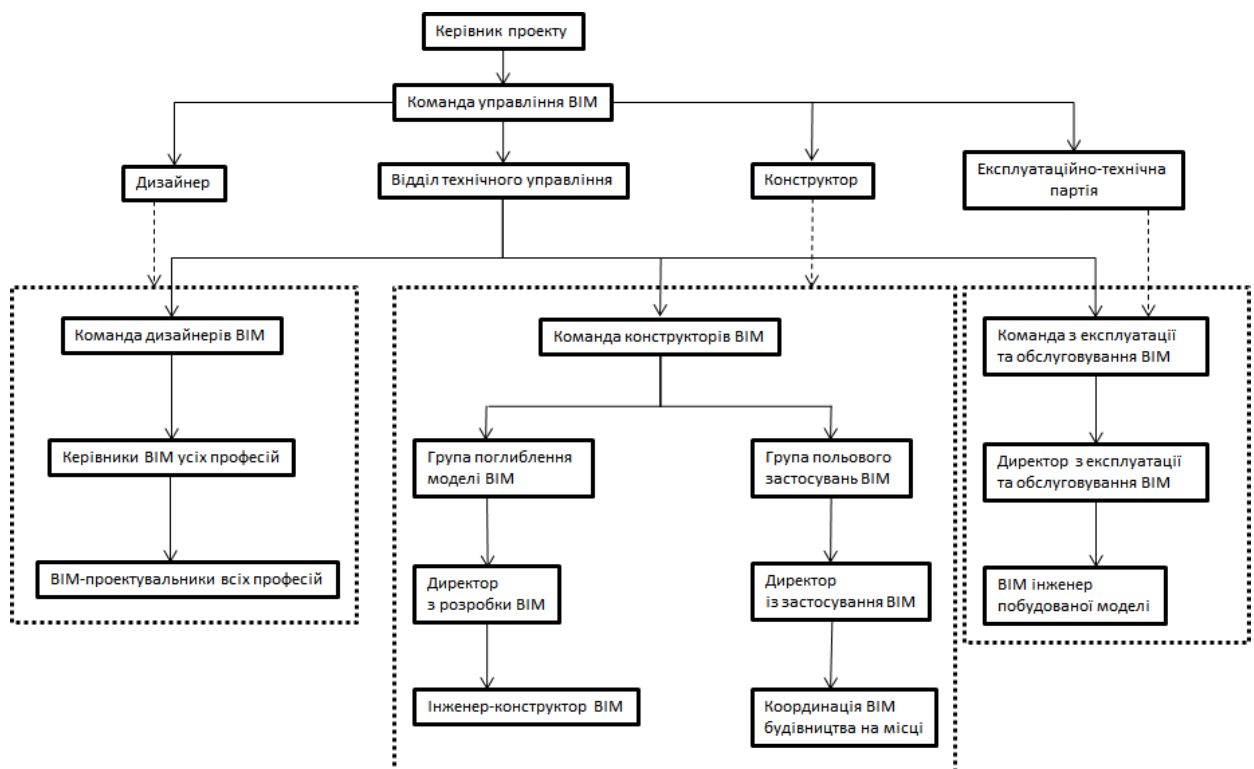 Керівник проекту
Команда управління BIM
Дизайнер
Відділ технічного управління
Конструктор
Експлуатаційно-технічна
партія
Команда дизайнерів BIM
Команда конструкторів BIM
Команда з експлуатації
та обслуговування BIM
Керівники BIM усіх професій
Група поглиблення
моделі BIM
Група польового
застосувань BIM
Директор з експлуатації
та обслуговування BIM
BIM-проектувальники всіх професій
Директор
з розробки BIM
Директор
із застосування BIM
BIM інженер
побудованої моделі
Інженер-конструктор BIM
Координація BIM
будівництва на місці